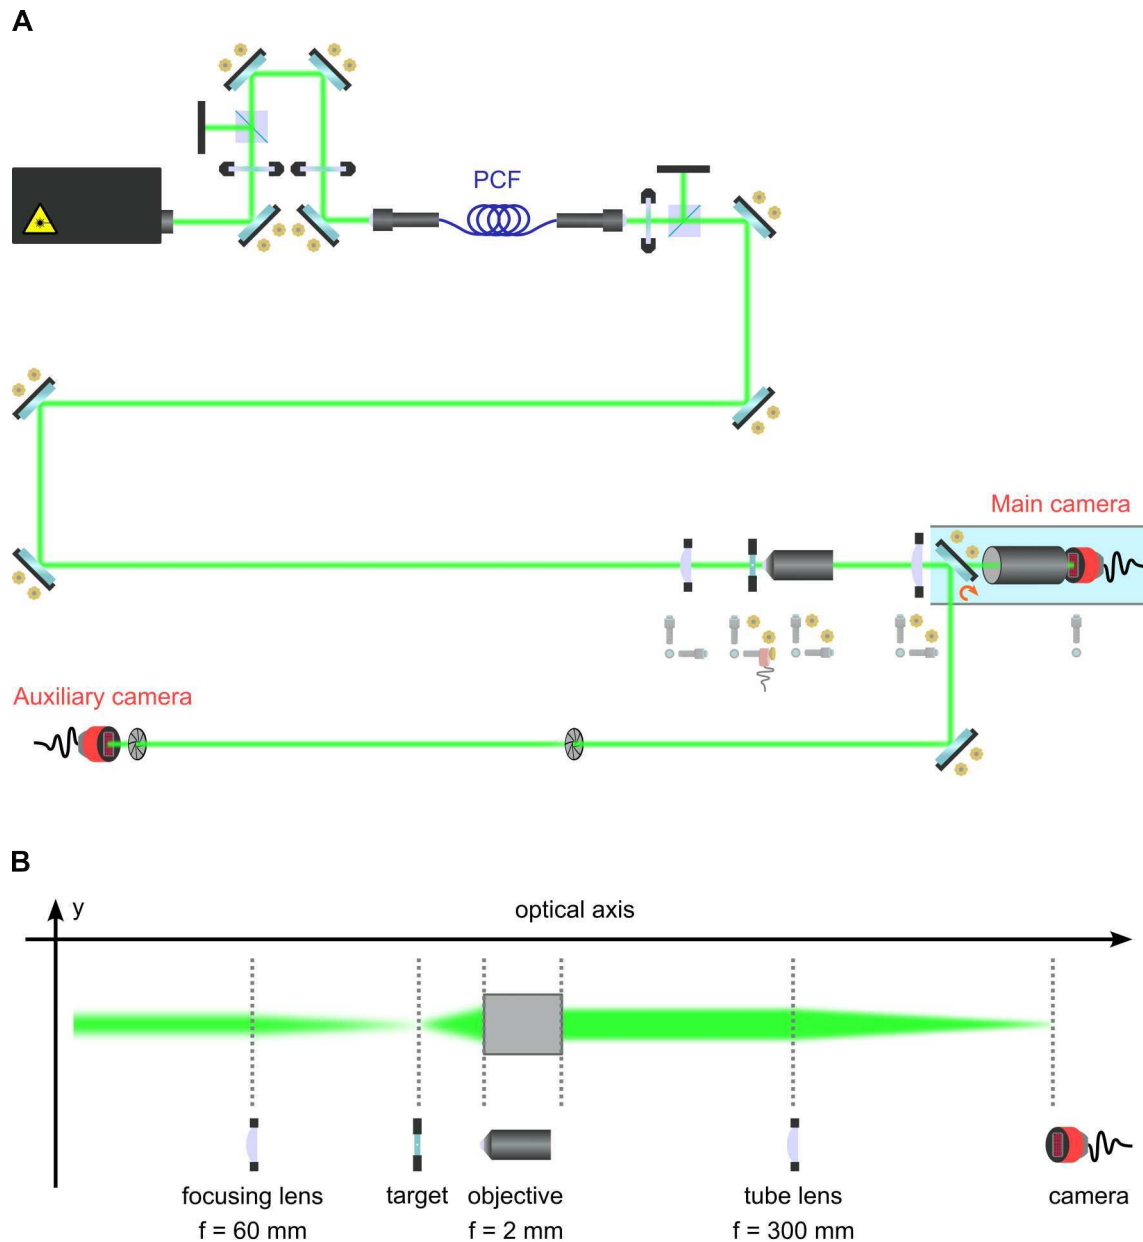 A
PCF
Main camera
Auxiliary camera
B
y
optical axis
focusing lens
f = 60 mm
target
objective
f = 2 mm
tube lens
f = 300 mm
camera